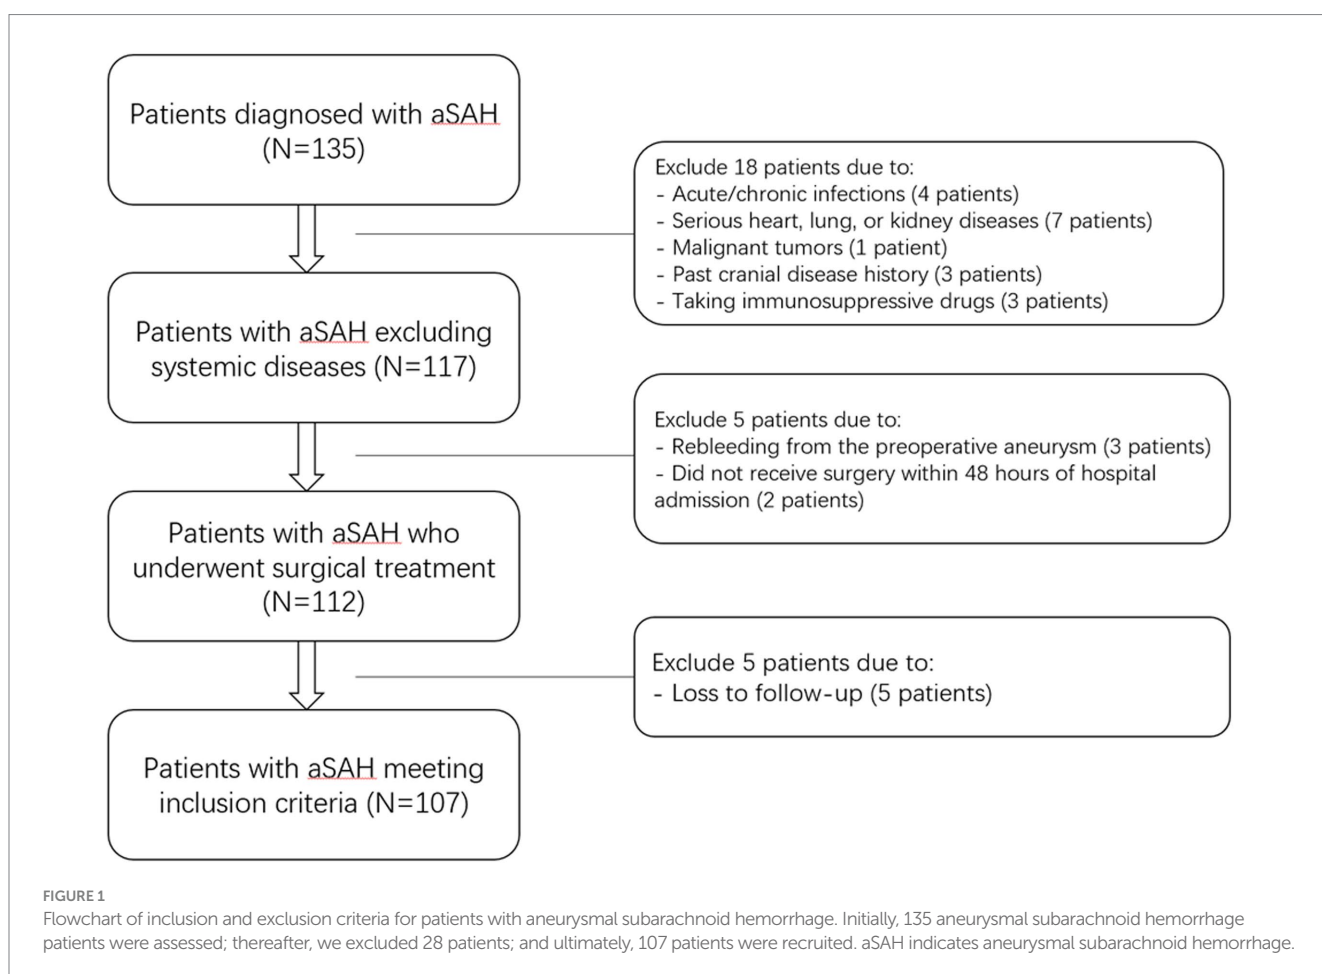 Patients diagnosed with aSAH
(N=135)
Exclude 18 patients due to:
- Acute/chronic infections (4 patients)
- Serious heart, lung, or kidney diseases (7 patients)
- Malignant tumors (1 patient)
- Past cranial disease history (3 patients)
- Taking immunosuppressive drugs (3 patients)
Patients with aSAH excluding
systemic diseases (N=117)
Exclude 5 patients due to:
- Rebleeding from the preoperative aneurysm (3 patients)
- Did not receive surgery within 48 hours of hospital
admission (2 patients)
Patients with aSAH who
underwent surgical treatment
(N=112)
Exclude 5 patients due to:
- Loss to follow-up (5 patients)
Patients with aSAH meeting
inclusion criteria (N=107)
FIGURE 1
Flowchart of inclusion and exclusion criteria for patients with aneurysmal subarachnoid hemorrhage. Initially, 135 aneurysmal subarachnoid hemorrhage
patients were assessed; thereafter, we excluded 28 patients; and ultimately, 107 patients were recruited. aSAH indicates aneurysmal subarachnoid hemorrhage.